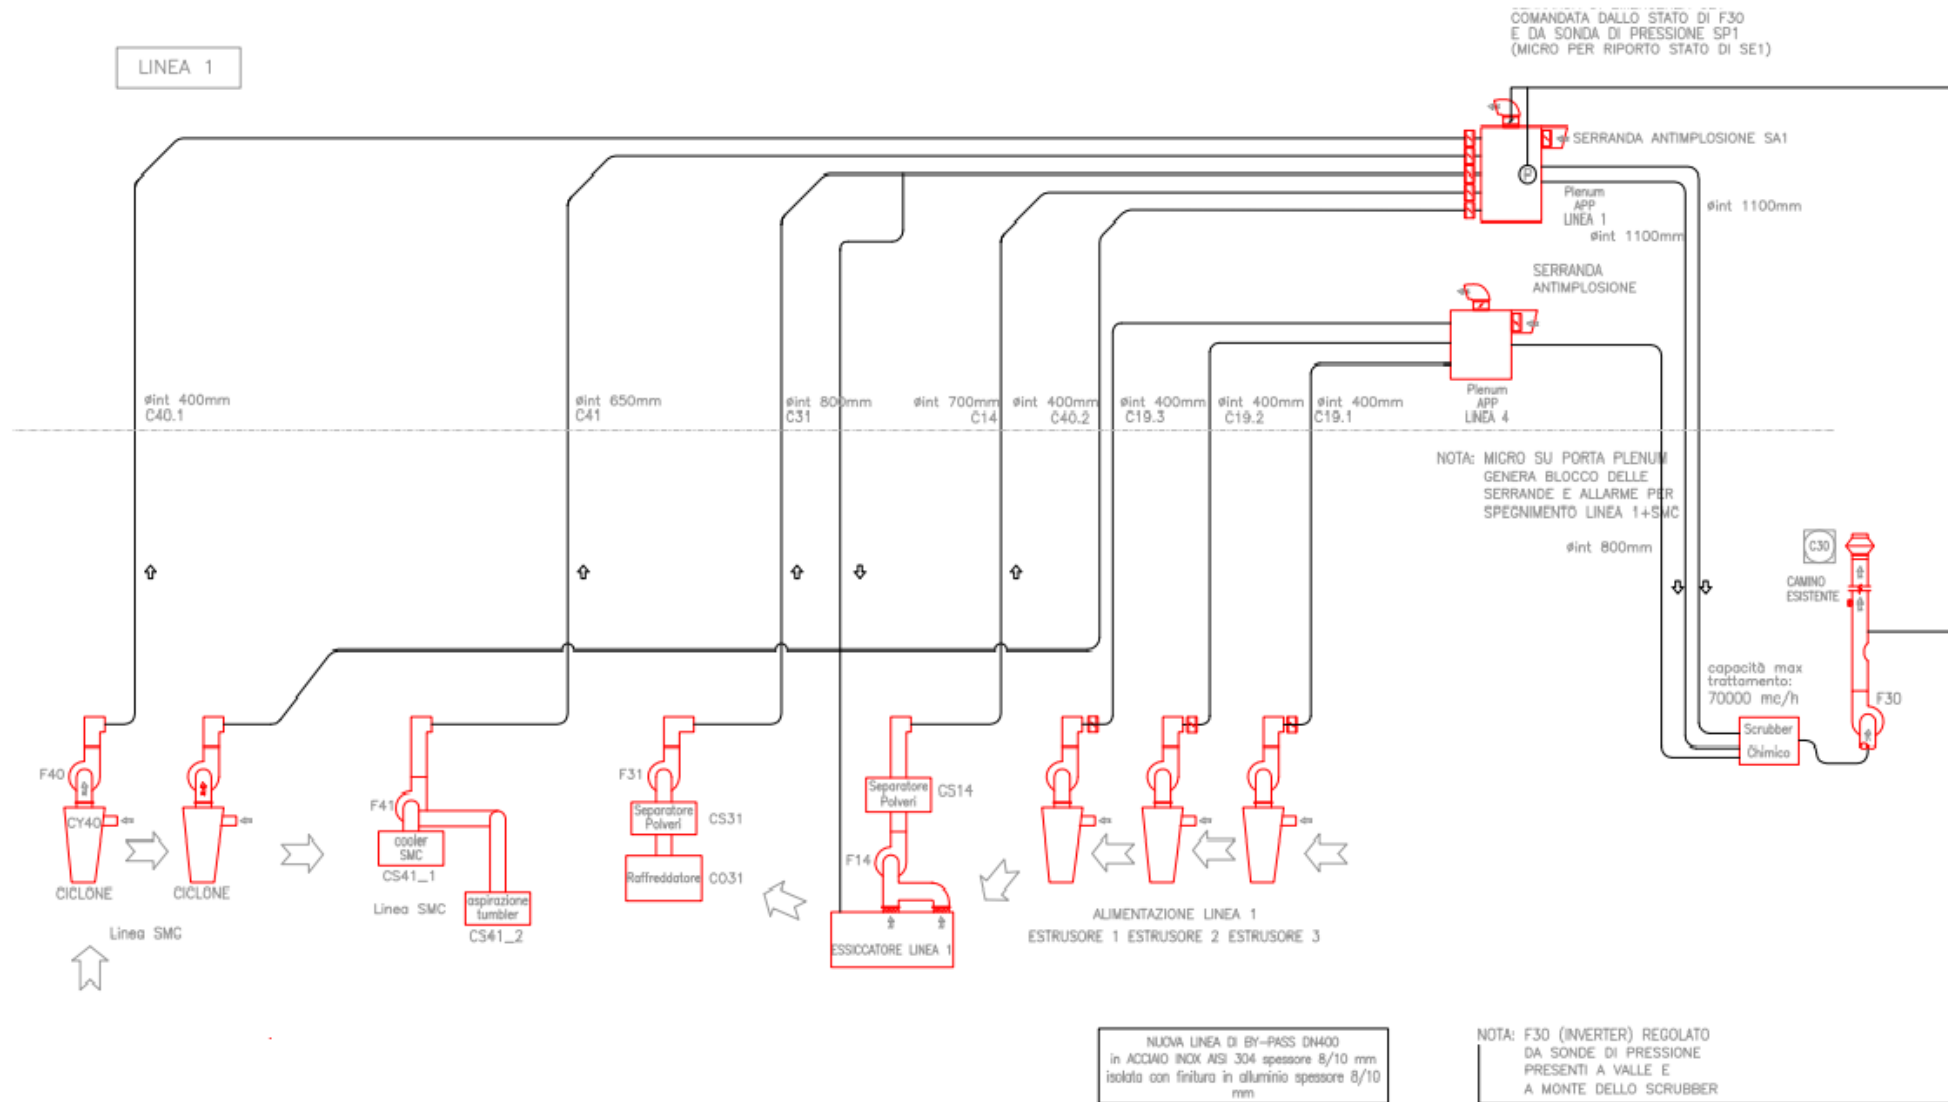 COMANDATA DALLO STATO DI F30
E DA SONDA DI PRESSIONE SP1
(MICRO PER RIPORTO STATO DI SE1)
LINEA 1
SERRANDA ANTIMPLOSIONE SA1
P
Plenum
APP
LINEA 1
øint 1100mm
øint 1100mm
SERRANDA
ANTIMPLOSIONE
Plenum
APP
LINEA 4
øint 400mm
C40.1
øint 650mm
C41
øint 800mm
C31
øint 700mm
C14
øint 400mm
C40.2
øint 400mm
C19.3
øint 400mm
C19.2
øint 400mm
C19.1
NOTA: MICRO SU PORTA PLENUM
GENERA BLOCCO DELLE
SERRANDE E ALLARME PER
SPEGNIMENTO LINEA 1+SMC
øint 800mm
C30
CAMINO
ESISTENTE
capacità max
trattamento:
70000 mc/h
F30
Scrubber
Chimico
F40
CY40
CICLONE
CICLONE
Linea SMC
F41
cooler
SMC
CS41_1
Linea SMC
aspirazione
tumbler
CS41_2
F31
Separatore
Polveri
CS31
Raffreddatore
CO31
Separatore
Polveri
CS14
F14
ESSICCATORE LINEA 1
ALIMENTAZIONE LINEA 1
ESTRUSORE 1 ESTRUSORE 2 ESTRUSORE 3
NUOVA LINEA DI BY-PASS DN400
in ACCIAIO INOX AISI 304 spessore 8/10 mm
isolata con finitura in alluminio spessore 8/10
mm
NOTA: F30 (INVERTER) REGOLATO
DA SONDE DI PRESSIONE
PRESENTI A VALLE E
A MONTE DELLO SCRUBBER